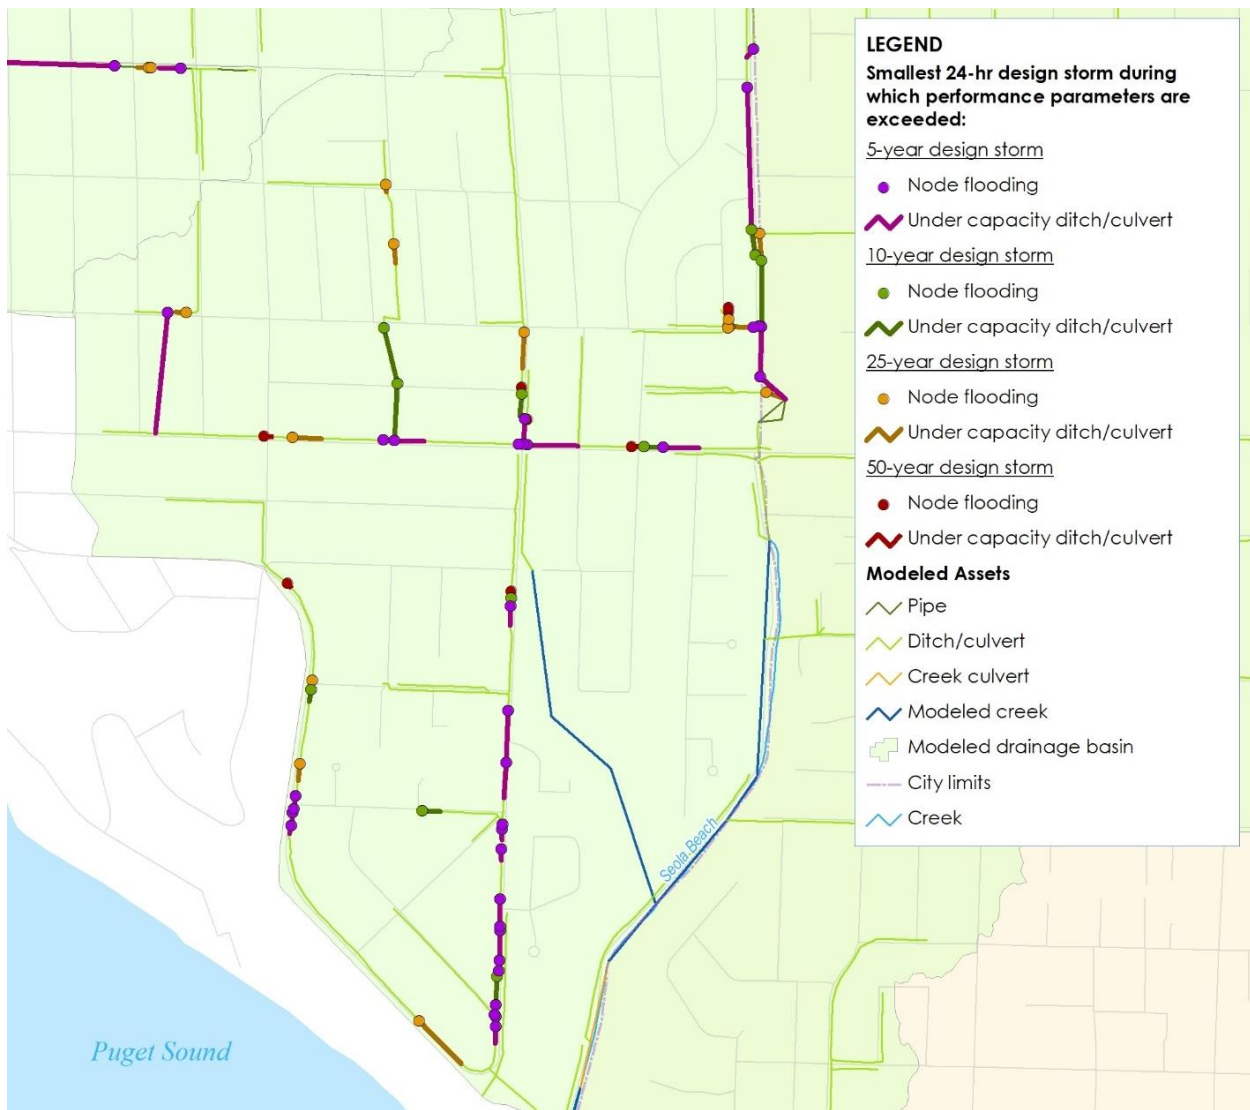 LEGEND
Smallest 24-hr design storm during
which performance parameters are
exceeded:
5-year design storm
Node flooding
Under capacity ditch/culvert
10-year design storm
Node flooding
Under capacity ditch/culvert
25-year design storm
Node flooding
Under capacity ditch/culvert
50-year design storm
Node flooding
Under capacity ditch/culvert
Modeled Assets
Pipe
Ditch/culvert
Creek culvert
Modeled creek
Modeled drainage basin
City limits
Creek
Seola Beach
Puget Sound